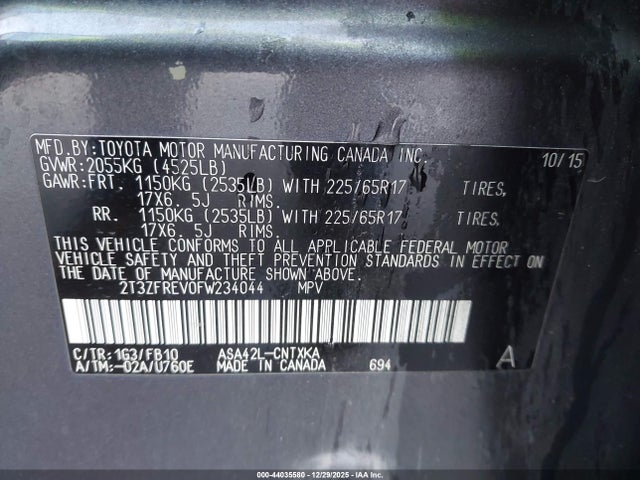 MFD.BY:TOYOTA MOTOR MANUFACTURING CANADA INC. 10/15
GVWR:2055KG (4525LB)
GAWR:FRT. 1150KG (2535LB) WITH 225/65R17 TIRES,
17X6. 5J RIMS.
RR. 1150KG (2535LB) WITH 225/65R17 TIRES,
17X6. 5J RIMS.
THIS VEHICLE CONFORMS TO ALL APPLICABLE FEDERAL MOTOR
VEHICLE SAFETY AND THEFT PREVENTION STANDARDS IN EFFECT ON
THE DATE OF MANUFACTURE SHOWN ABOVE.
2T3ZFREV0FW234044 MPV
C/TR: 1G3/FB10 ASA42L-CNTXKA
A/TM:-02A/U760E MADE IN CANADA 694 A
000-44035580 - 12/29/2025 - IAA Inc.